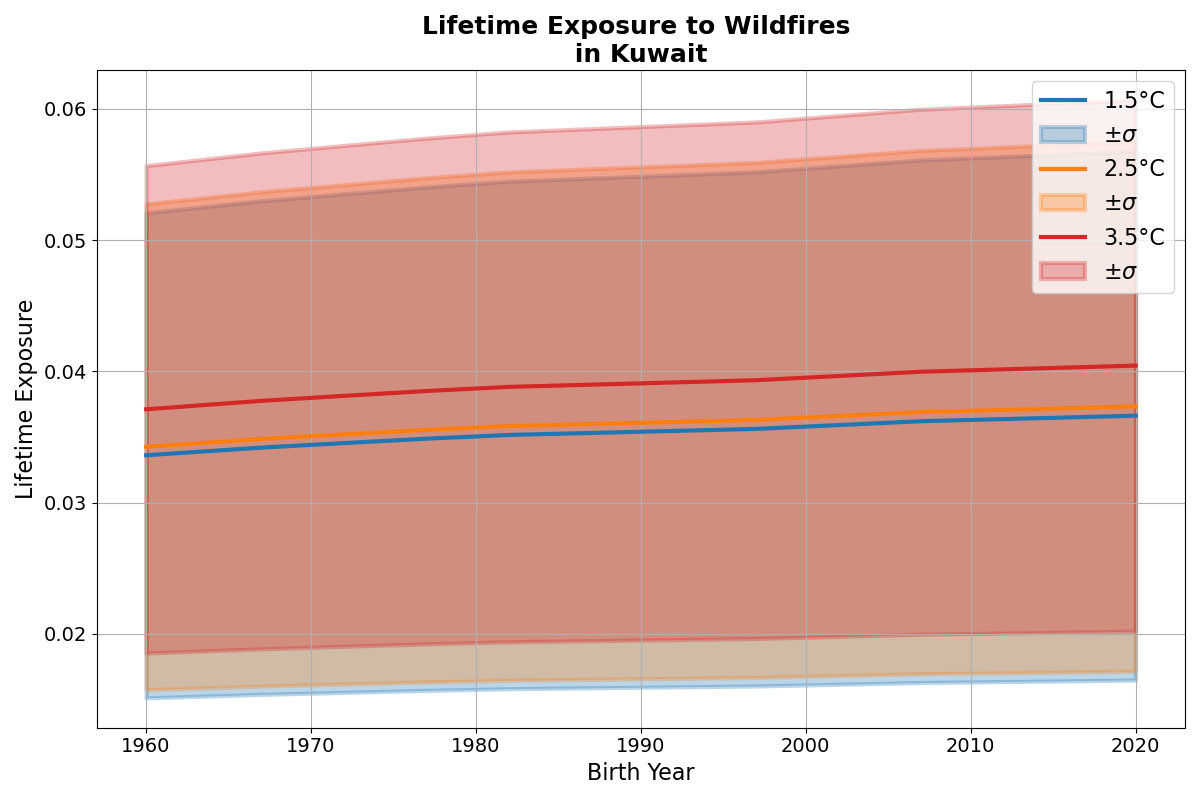 Lifetime Exposure to Wildfires
in Kuwait
Lifetime Exposure
0.06
0.05
0.04
0.03
0.02
1.5°C
±σ
2.5°C
±σ
3.5°C
±σ
1960 1970 1980 1990 2000 2010 2020
Birth Year